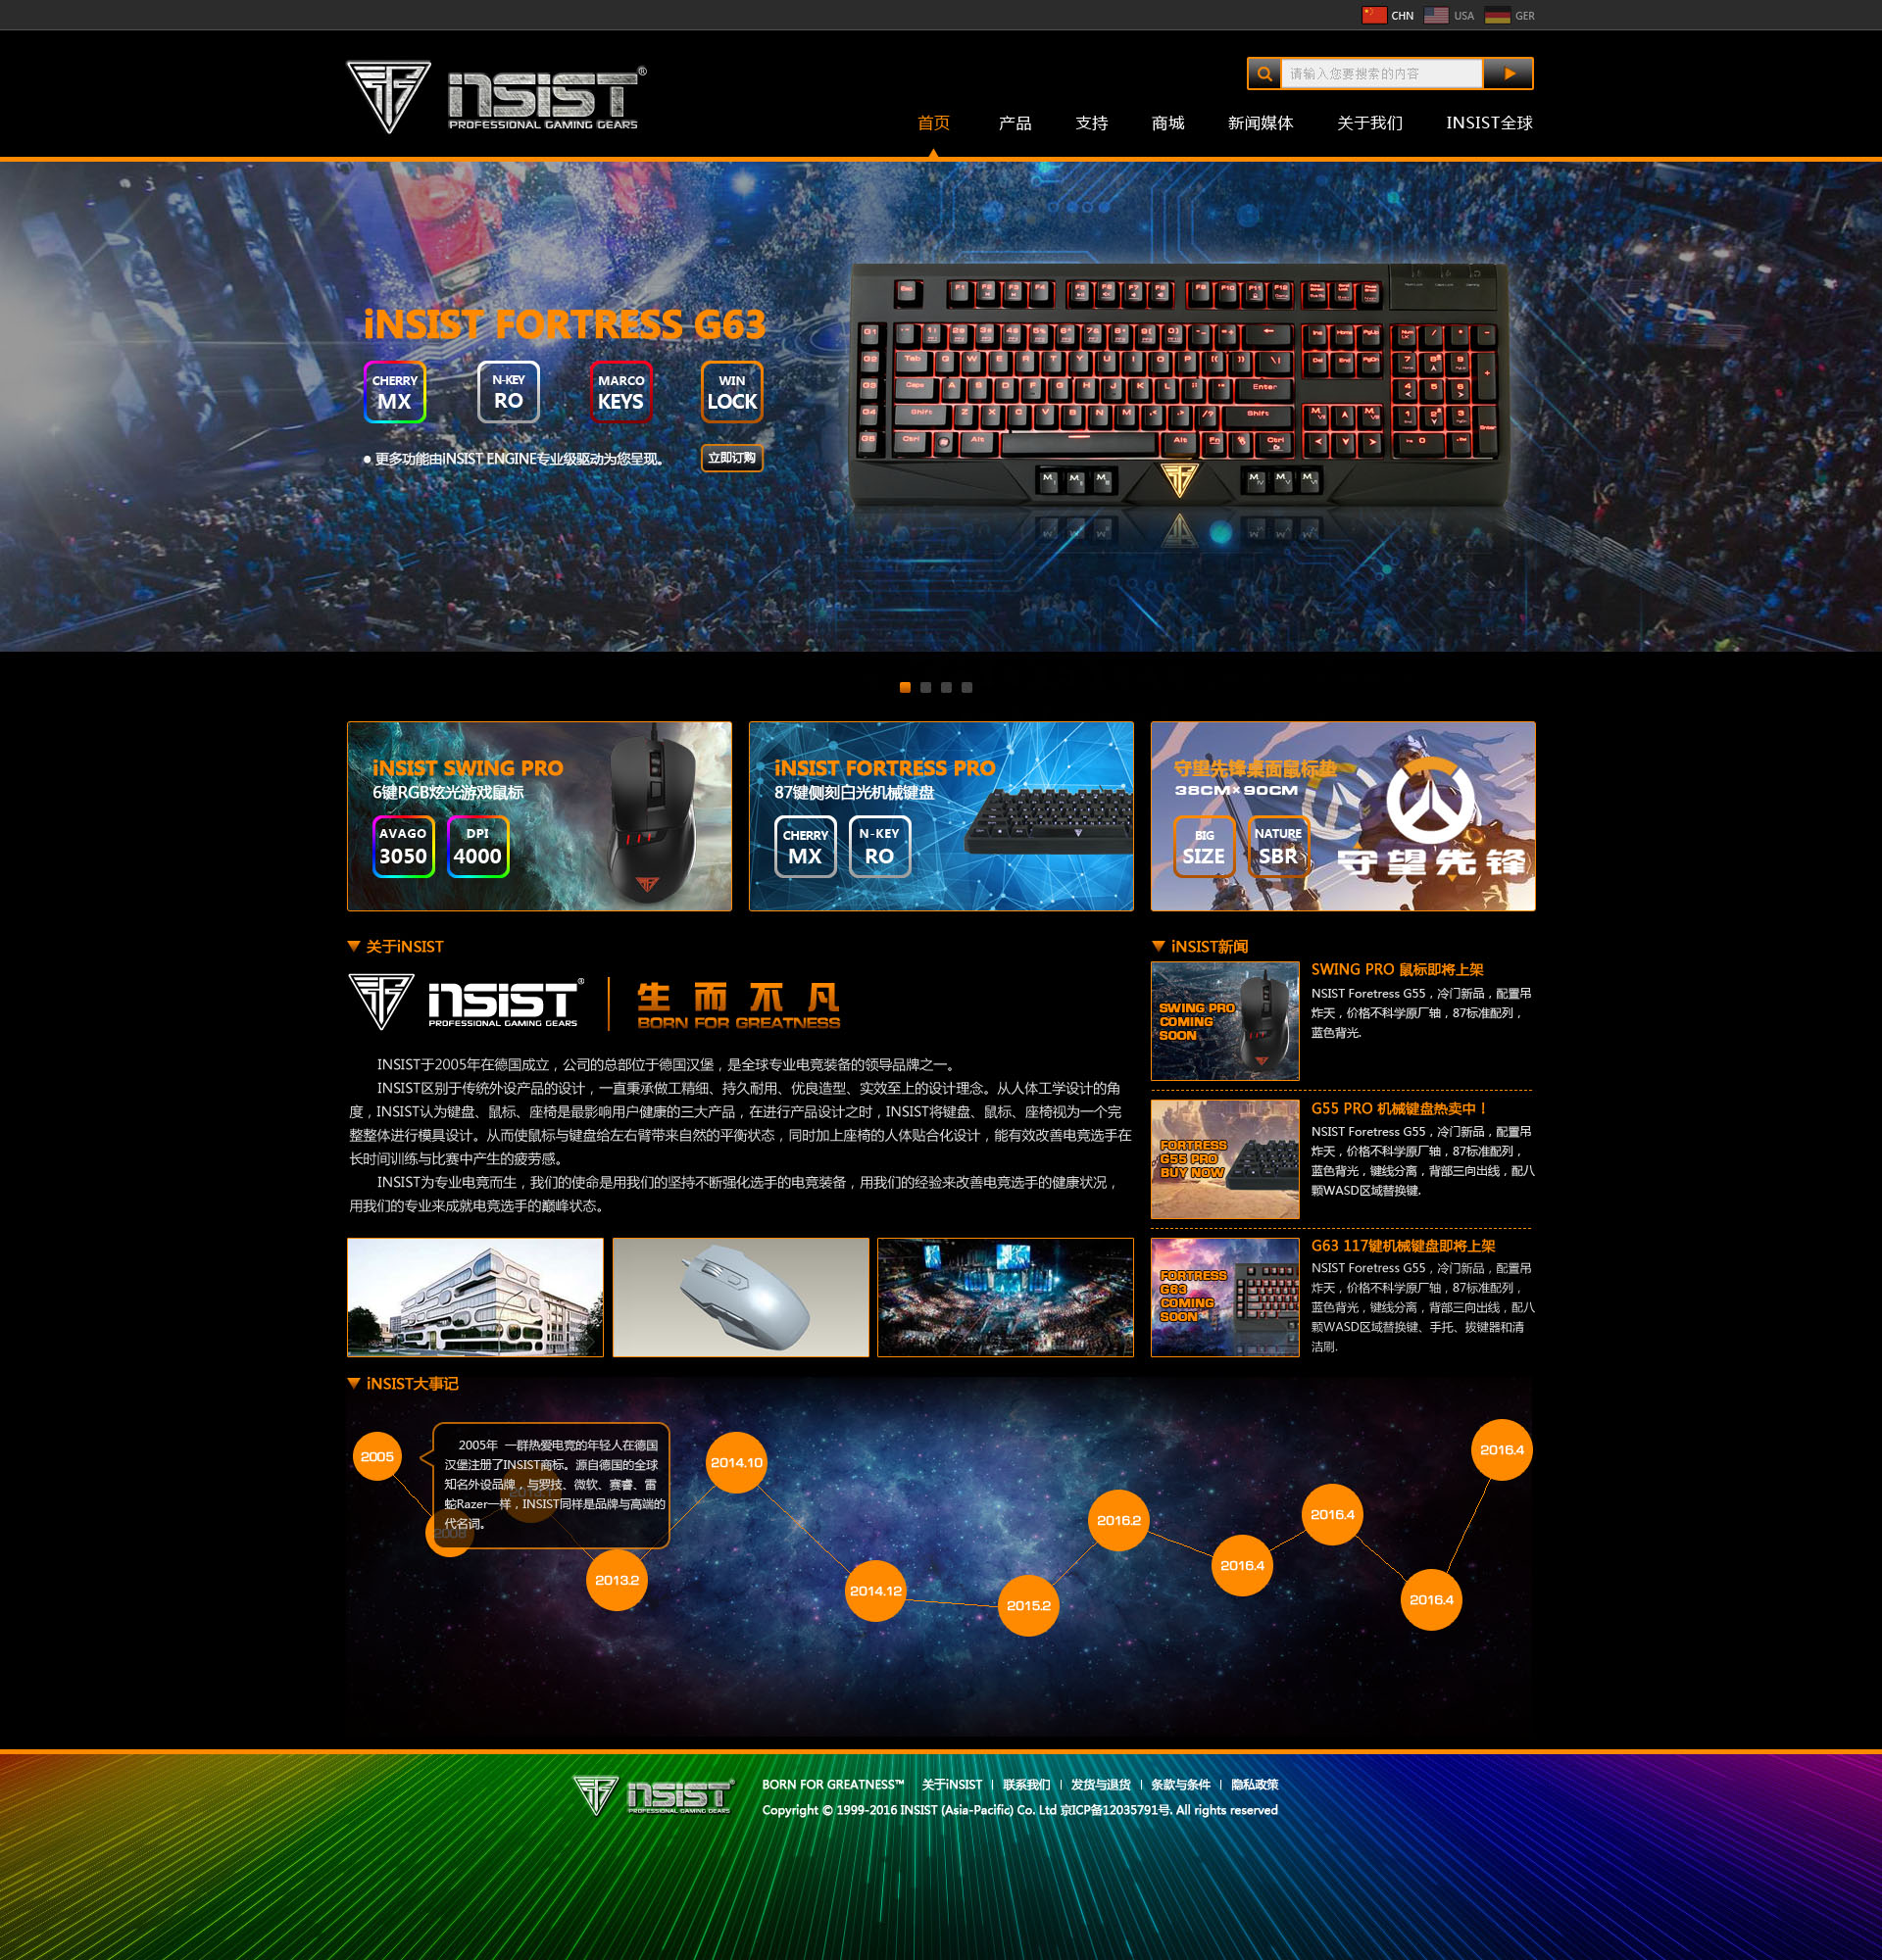 CHN USA GER
iNSIST®
PROFESSIONAL GAMING GEARS
请输入您要搜索的内容
首页 产品 支持 商城 新闻媒体 关于我们 INSIST全球
iNSIST FORTRESS G63
CHERRY MX
N-KEY RO
MARCO KEYS
WIN LOCK
● 更多功能由iNSIST ENGINE专业级驱动为您呈现。
立即订购
iNSIST SWING PRO
6键RGB炫光游戏鼠标
AVAGO 3050
DPI 4000
iNSIST FORTRESS PRO
87键侧刻白光机械键盘
CHERRY MX
N-KEY RO
守望先锋桌面鼠标垫
38CM×90CM
BIG SIZE
NATURE SBR
守望先锋
关于iNSIST
iNSIST®
PROFESSIONAL GAMING GEARS
生而不凡
BORN FOR GREATNESS
INSIST于2005年在德国成立，公司的总部位于德国汉堡，是全球专业电竞装备的领导品牌之一。
INSIST区别于传统外设产品的设计，一直秉承做工精细、持久耐用、优良造型、实效至上的设计理念。从人体工学设计的角
度，INSIST认为键盘、鼠标、座椅是最影响用户健康的三大产品，在进行产品设计之时，INSIST将键盘、鼠标、座椅视为一个完
整整体进行模具设计。从而使鼠标与键盘给左右臂带来自然的平衡状态，同时加上座椅的人体贴合化设计，能有效改善电竞选手在
长时间训练与比赛中产生的疲劳感。
INSIST为专业电竞而生，我们的使命是用我们的坚持不断强化选手的电竞装备，用我们的经验来改善电竞选手的健康状况，
用我们的专业来成就电竞选手的巅峰状态。
iNSIST新闻
SWING PRO
COMING
SOON
SWING PRO 鼠标即将上架
NSIST Foretress G55，冷门新品，配置吊
炸天，价格不科学原厂轴，87标准配列，
蓝色背光.
FORTRESS
G55 PRO
BUY NOW
G55 PRO 机械键盘热卖中！
NSIST Foretress G55，冷门新品，配置吊
炸天，价格不科学原厂轴，87标准配列，
蓝色背光，键线分离，背部三向出线，配八
颗WASD区域替换键.
FORTRESS
G63
COMING
SOON
G63 117键机械键盘即将上架
NSIST Foretress G55，冷门新品，配置吊
炸天，价格不科学原厂轴，87标准配列，
蓝色背光，键线分离，背部三向出线，配八
颗WASD区域替换键、手托、拔键器和清
洁刷.
iNSIST大事记
2005
2005年 一群热爱电竞的年轻人在德国
汉堡注册了INSIST商标。源自德国的全球
知名外设品牌，与罗技、微软、赛睿、雷
蛇Razer一样，INSIST同样是品牌与高端的
代名词。
2008
2013.2
2014.10
2014.12
2015.2
2016.2
2016.4
2016.4
2016.4
2016.4
iNSIST
PROFESSIONAL GAMING GEARS
BORN FOR GREATNESS™ 关于iNSIST | 联系我们 | 发货与退货 | 条款与条件 | 隐私政策
Copyright © 1999-2016 INSIST (Asia-Pacific) Co. Ltd 京ICP备12035791号. All rights reserved